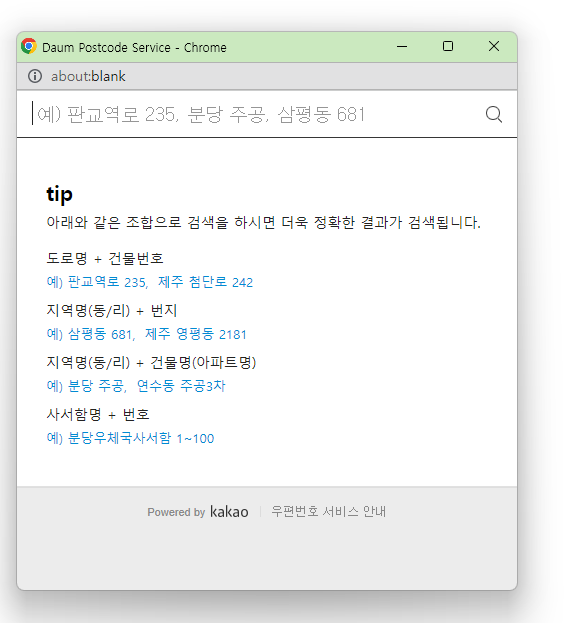 Daum Postcode Service - Chrome
about:blank
예) 판교역로 235, 분당 주공, 삼평동 681
tip
아래와 같은 조합으로 검색을 하시면 더욱 정확한 결과가 검색됩니다.
도로명 + 건물번호
예) 판교역로 235, 제주 첨단로 242
지역명(동/리) + 번지
예) 삼평동 681, 제주 영평동 2181
지역명(동/리) + 건물명(아파트명)
예) 분당 주공, 연수동 주공3차
사서함명 + 번호
예) 분당우체국사서함 1~100
Powered by kakao 우편번호 서비스 안내